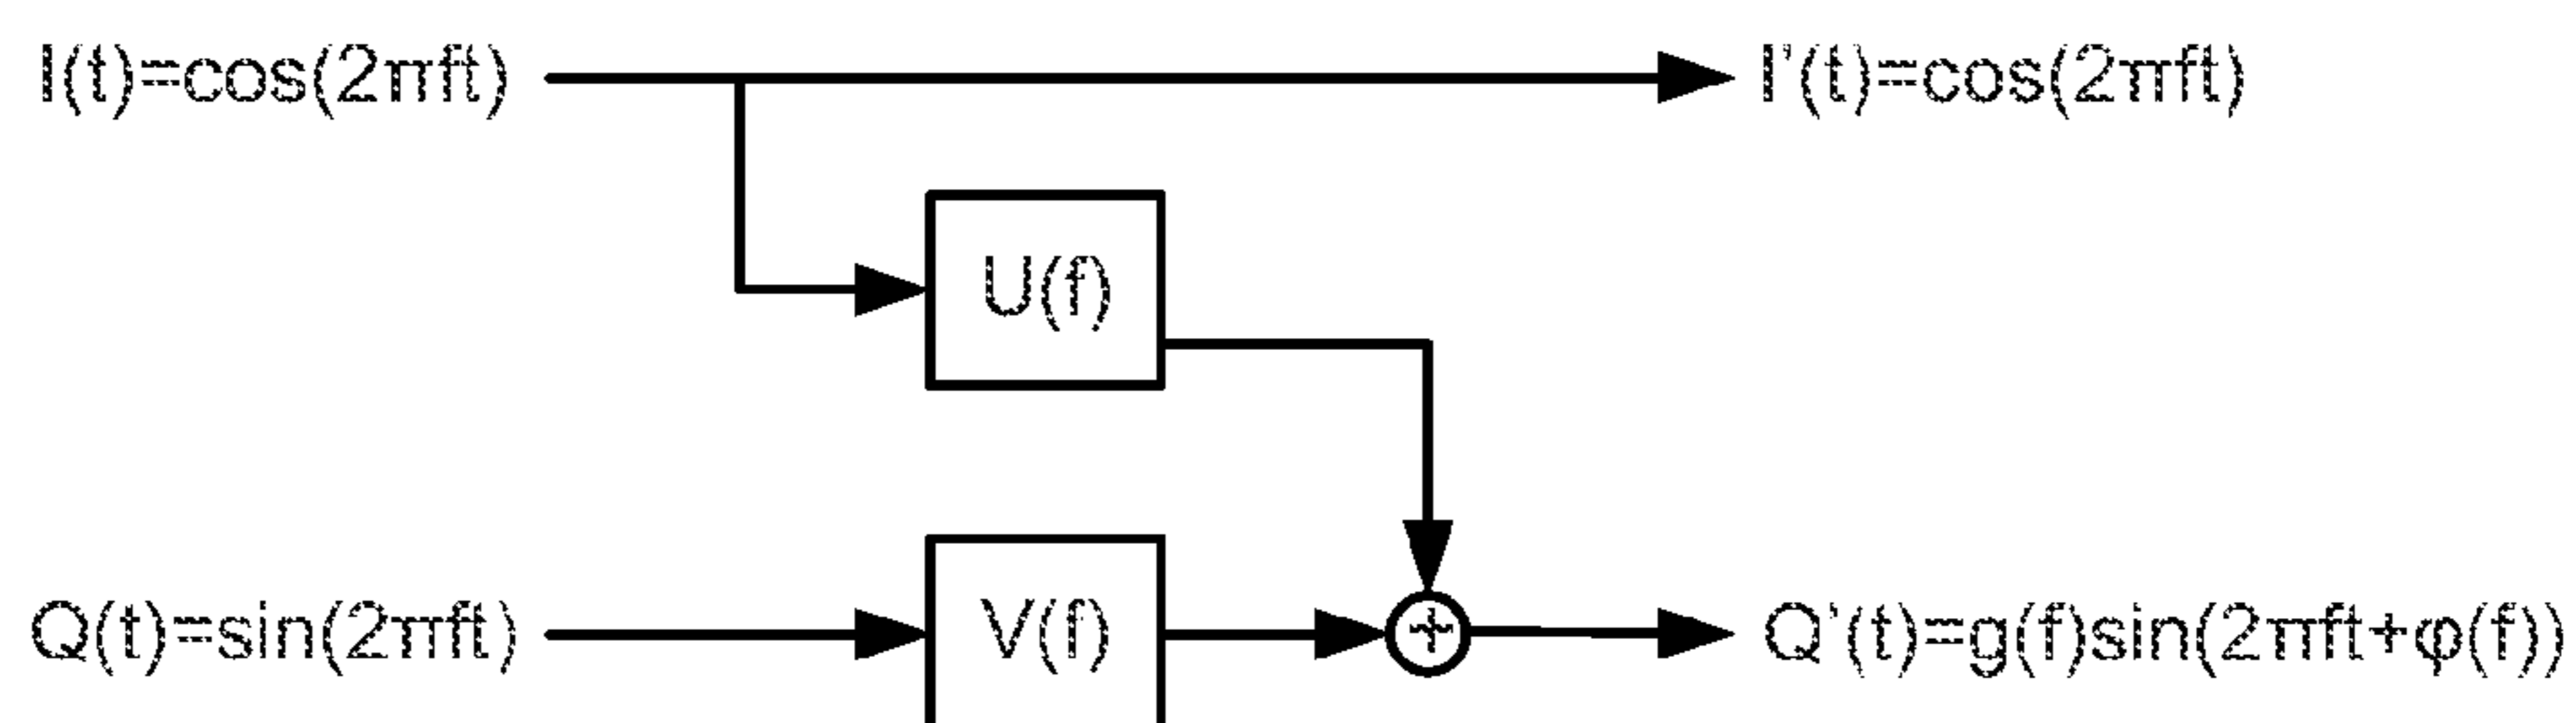 I(t)=cos(2πft)
I'(t)=cos(2πft)
U(f)
Q(t)=sin(2πft)
V(f)
+
Q'(t)=g(f)sin(2πft+φ(f))